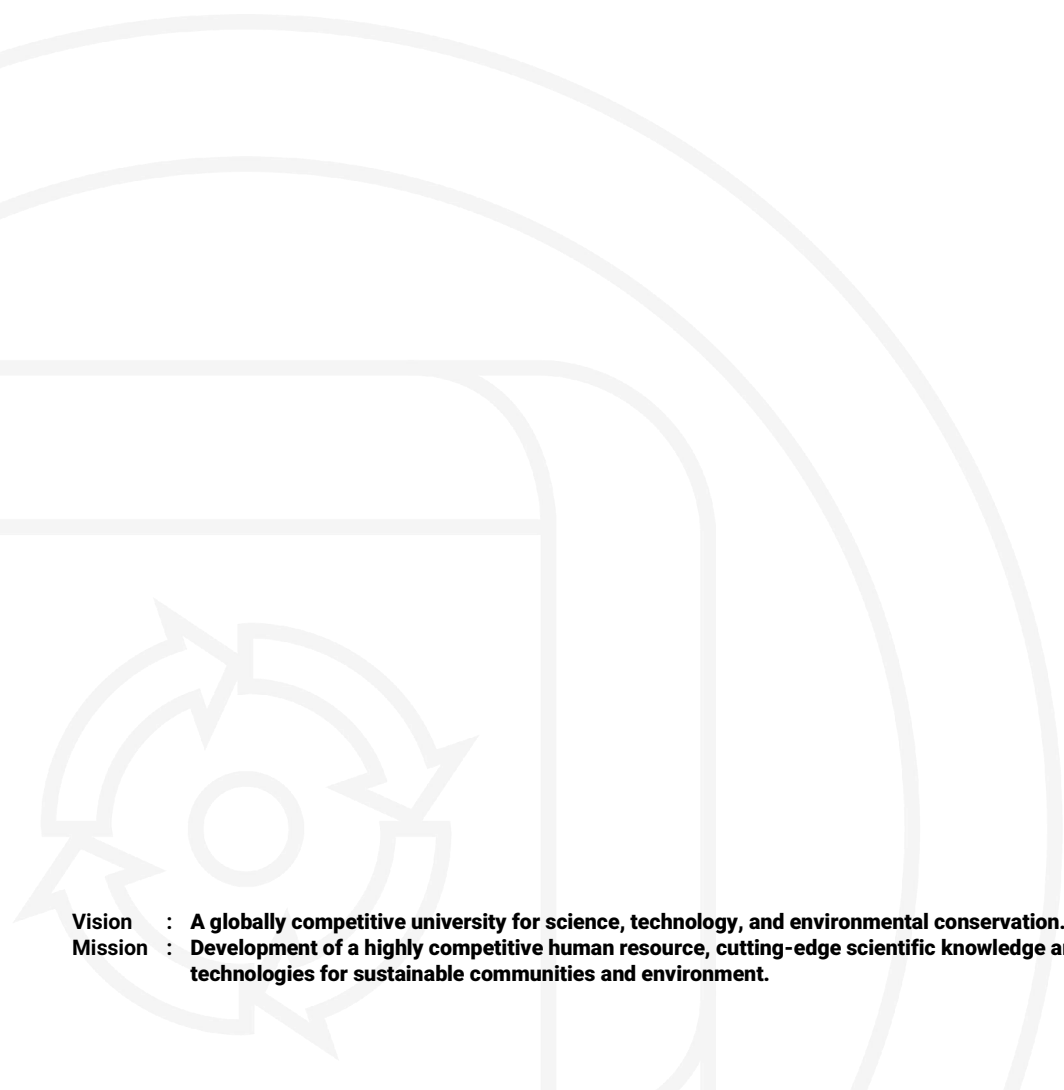 Vision : A globally competitive university for science, technology, and environmental conservation.
Mission : Development of a highly competitive human resource, cutting-edge scientific knowledge
technologies for sustainable communities and environment.